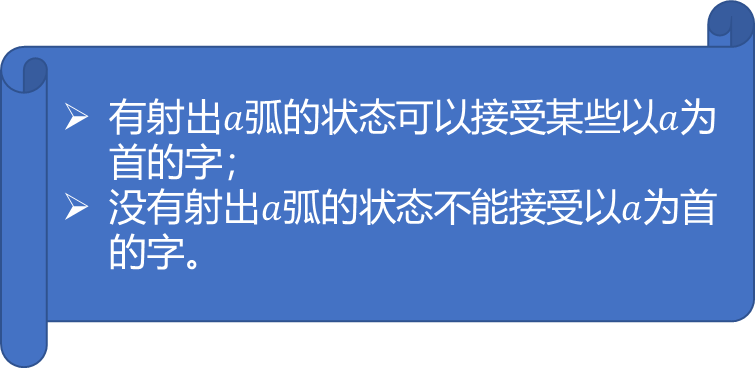 ➢ 有射出𝑎弧的状态可以接受某些以𝑎为
首的字；
➢ 没有射出𝑎弧的状态不能接受以𝑎为首
的字。